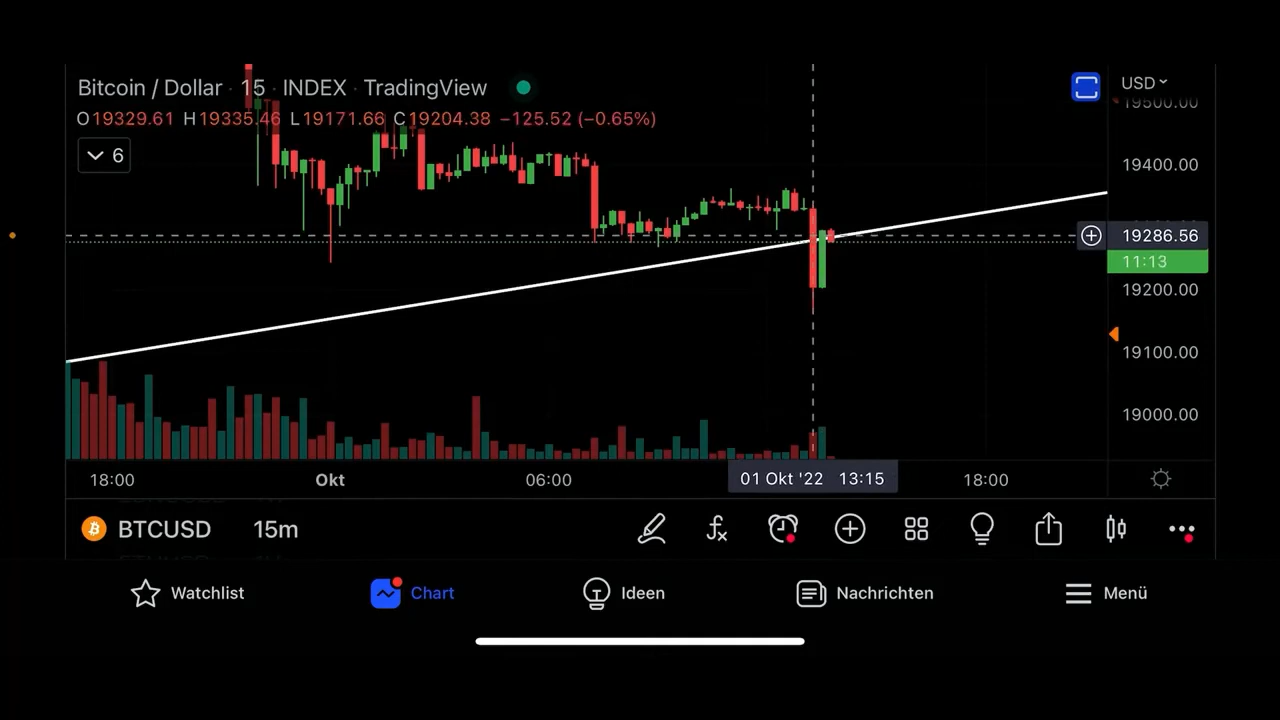 Bitcoin / Dollar · 15 · INDEX · TradingView
USD
19500.00
O19329.61 H19335.46 L19171.66 C19204.38 −125.52 (−0.65%)
6
19400.00
19286.56
11:13
19200.00
19100.00
19000.00
18:00 Okt 06:00 01 Okt '22 13:15 18:00
BTCUSD 15m
Watchlist Chart Ideen Nachrichten Menü